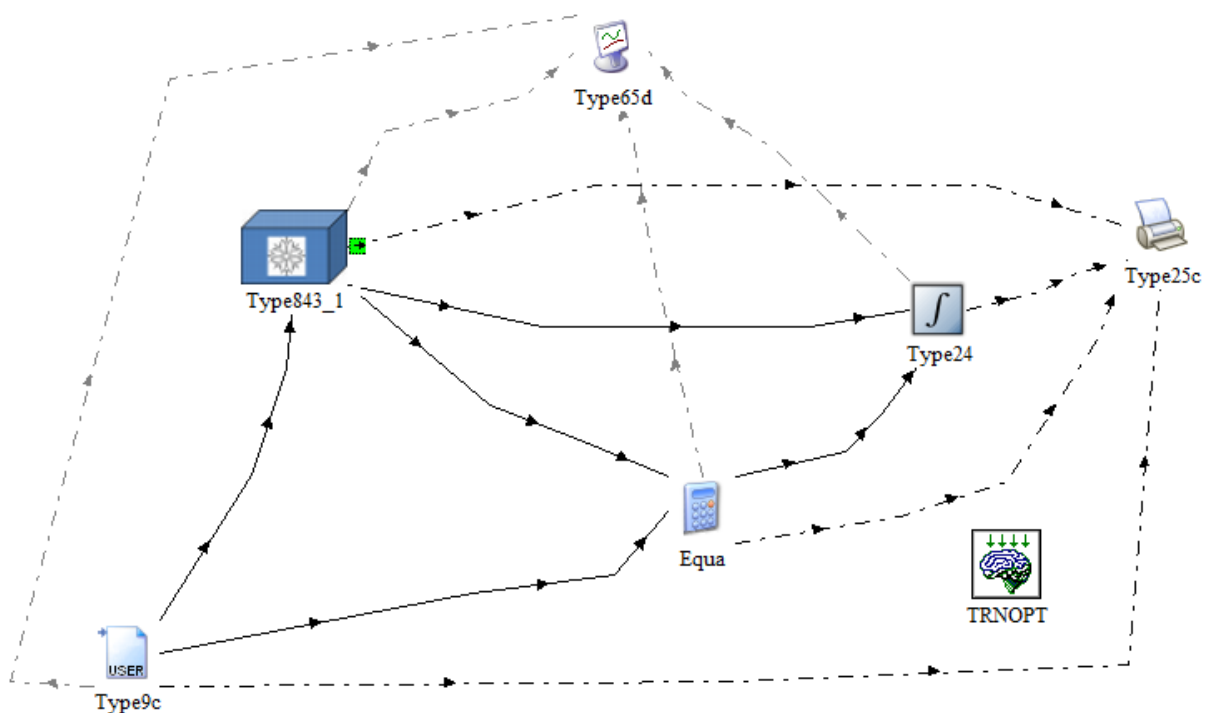 Type65d
Type25c
Type843_1
Type24
Equa
TRNOPT
USER
Type9c